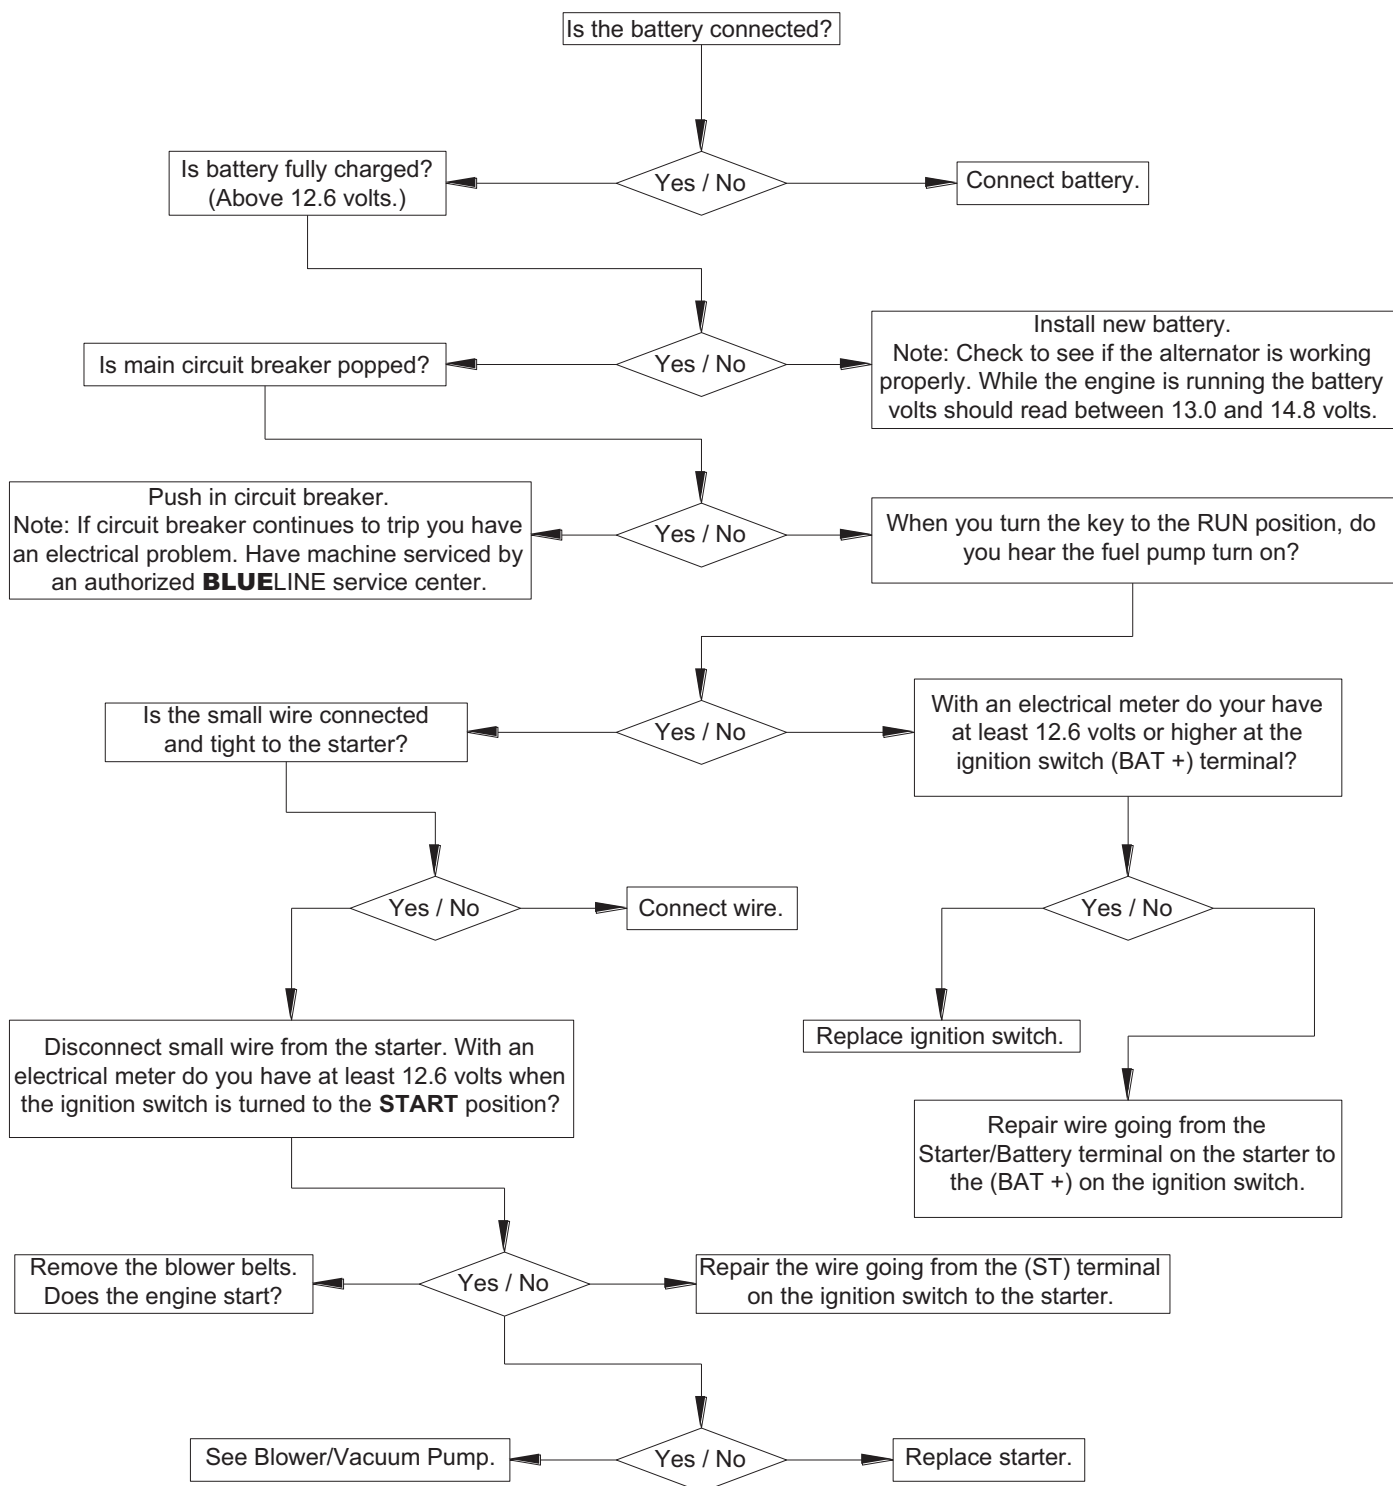 Is the battery connected?
Yes / No
Is battery fully charged?
(Above 12.6 volts.)
Connect battery.
Yes / No
Is main circuit breaker popped?
Install new battery.
Note: Check to see if the alternator is working
properly. While the engine is running the battery
volts should read between 13.0 and 14.8 volts.
Yes / No
Push in circuit breaker.
Note: If circuit breaker continues to trip you have
an electrical problem. Have machine serviced by
an authorized BLUELINE service center.
When you turn the key to the RUN position, do
you hear the fuel pump turn on?
Yes / No
Is the small wire connected
and tight to the starter?
With an electrical meter do your have
at least 12.6 volts or higher at the
ignition switch (BAT +) terminal?
Yes / No
Connect wire.
Yes / No
Replace ignition switch.
Disconnect small wire from the starter. With an
electrical meter do you have at least 12.6 volts when
the ignition switch is turned to the START position?
Repair wire going from the
Starter/Battery terminal on the starter to
the (BAT +) on the ignition switch.
Yes / No
Remove the blower belts.
Does the engine start?
Repair the wire going from the (ST) terminal
on the ignition switch to the starter.
Yes / No
See Blower/Vacuum Pump.
Replace starter.